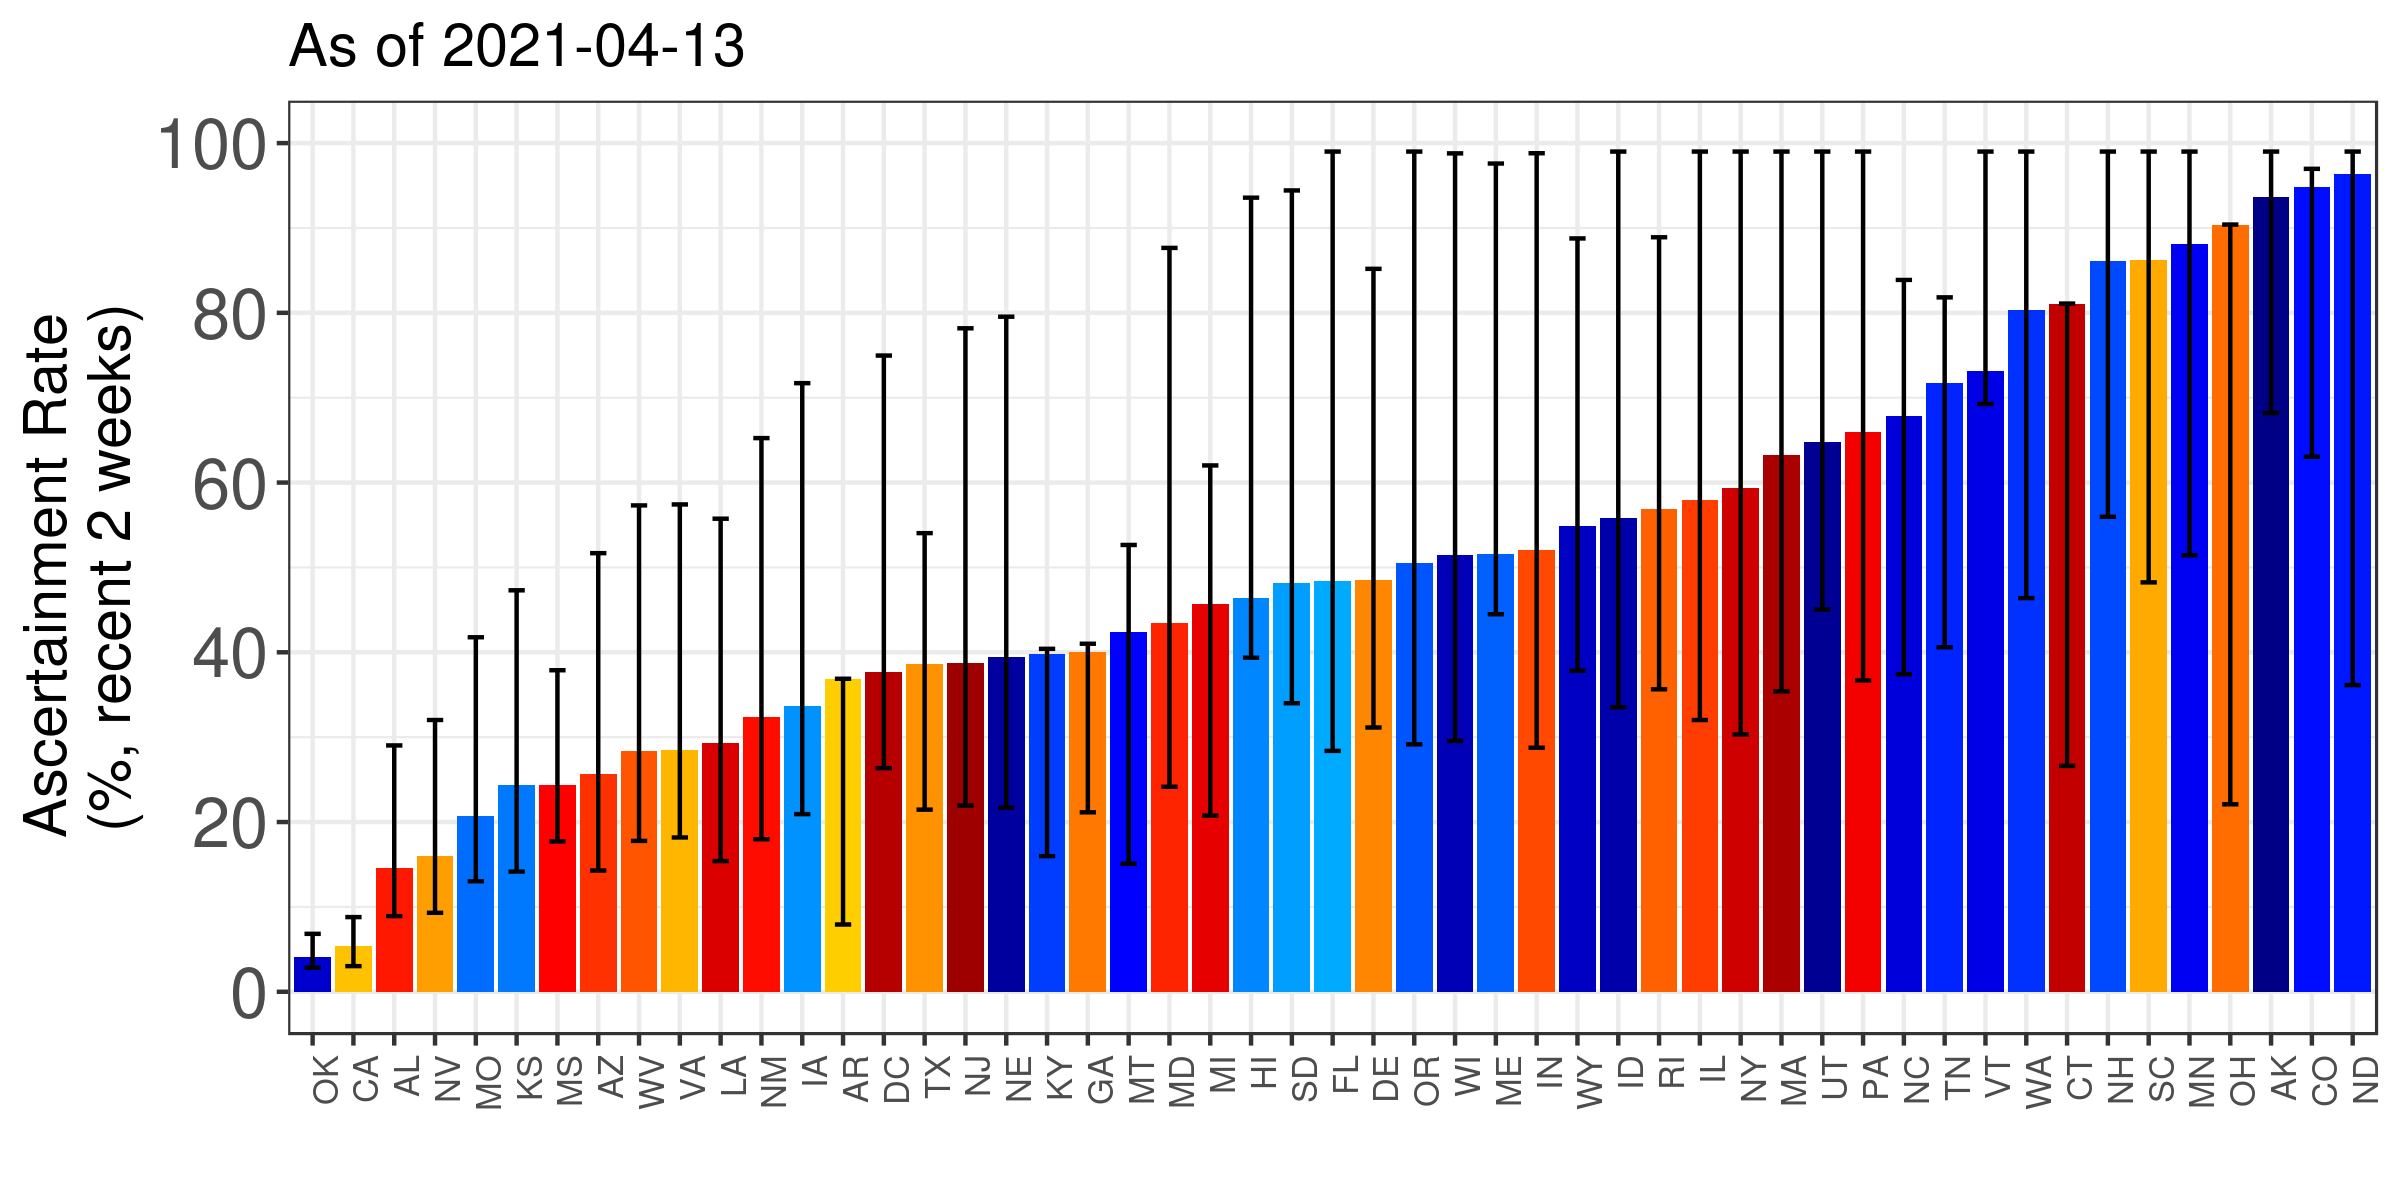 As of 2021-04-13
Ascertainment Rate
(%, recent 2 weeks)
100
80
60
40
20
0
OK CA AL NV MO KS MS AZ WV VA LA NM IA AR DC TX NJ NE KY GA MT MD MI HI SD FL DE OR WI ME IN WY ID RI IL NY MA UT PA NC TN VT WA CT NH SC MN OH AK CO ND